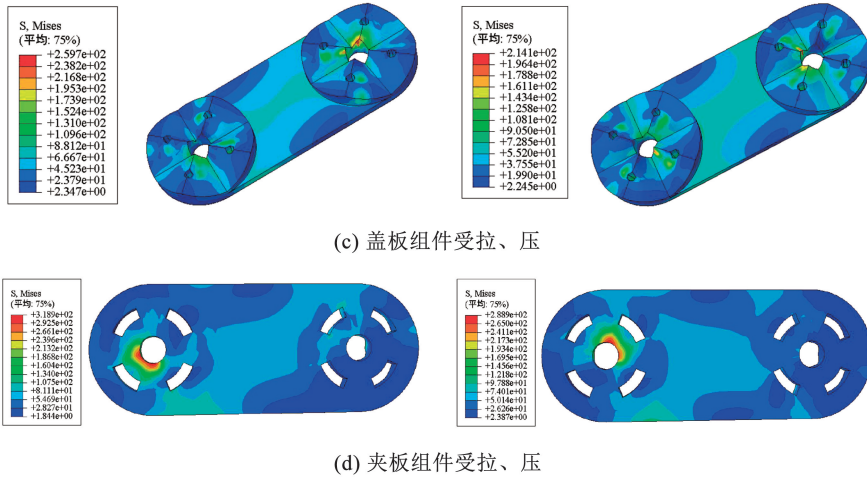 S, Mises
(平均: 75%)
+2.597e+02
+2.382e+02
+2.168e+02
+1.953e+02
+1.739e+02
+1.524e+02
+1.310e+02
+1.096e+02
+8.812e+01
+6.667e+01
+4.523e+01
+2.379e+01
+2.347e+00
S, Mises
(平均: 75%)
+2.141e+02
+1.964e+02
+1.788e+02
+1.611e+02
+1.434e+02
+1.258e+02
+1.081e+02
+9.050e+01
+7.285e+01
+5.520e+01
+3.755e+01
+1.990e+01
+2.245e+00
(c) 盖板组件受拉、压
S, Mises
(平均: 75%)
+3.189e+02
+2.925e+02
+2.661e+02
+2.396e+02
+2.132e+02
+1.868e+02
+1.604e+02
+1.340e+02
+1.075e+02
+8.111e+01
+5.469e+01
+2.827e+01
+1.844e+00
S, Mises
(平均: 75%)
+2.889e+02
+2.650e+02
+2.411e+02
+2.173e+02
+1.934e+02
+1.695e+02
+1.456e+02
+1.218e+02
+9.788e+01
+7.401e+01
+5.014e+01
+2.626e+01
+2.387e+00
(d) 夹板组件受拉、压